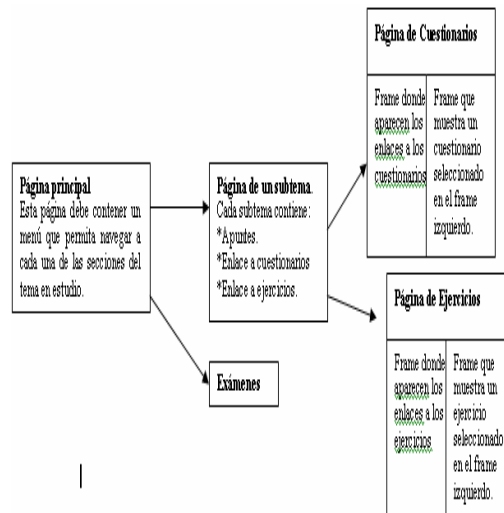 Página de Cuestionarios
Frame donde
aparecen los
enlaces a los
cuestionarios
Frame que
muestra un
cuestionario
seleccionado
en el frame
izquierdo.
Página principal
Esta página debe contener un
menú que permita navegar a
cada una de las secciones del
tema en estudio.
Página de un subtema.
Cada subtema contiene:
*Apuntes.
*Enlace a cuestionarios
*Enlace a ejercicios.
Exámenes
Página de Ejercicios
Frame donde
aparecen los
enlaces a los
ejercicios
Frame que
muestra un
ejercicio
seleccionado
en el frame
izquierdo.